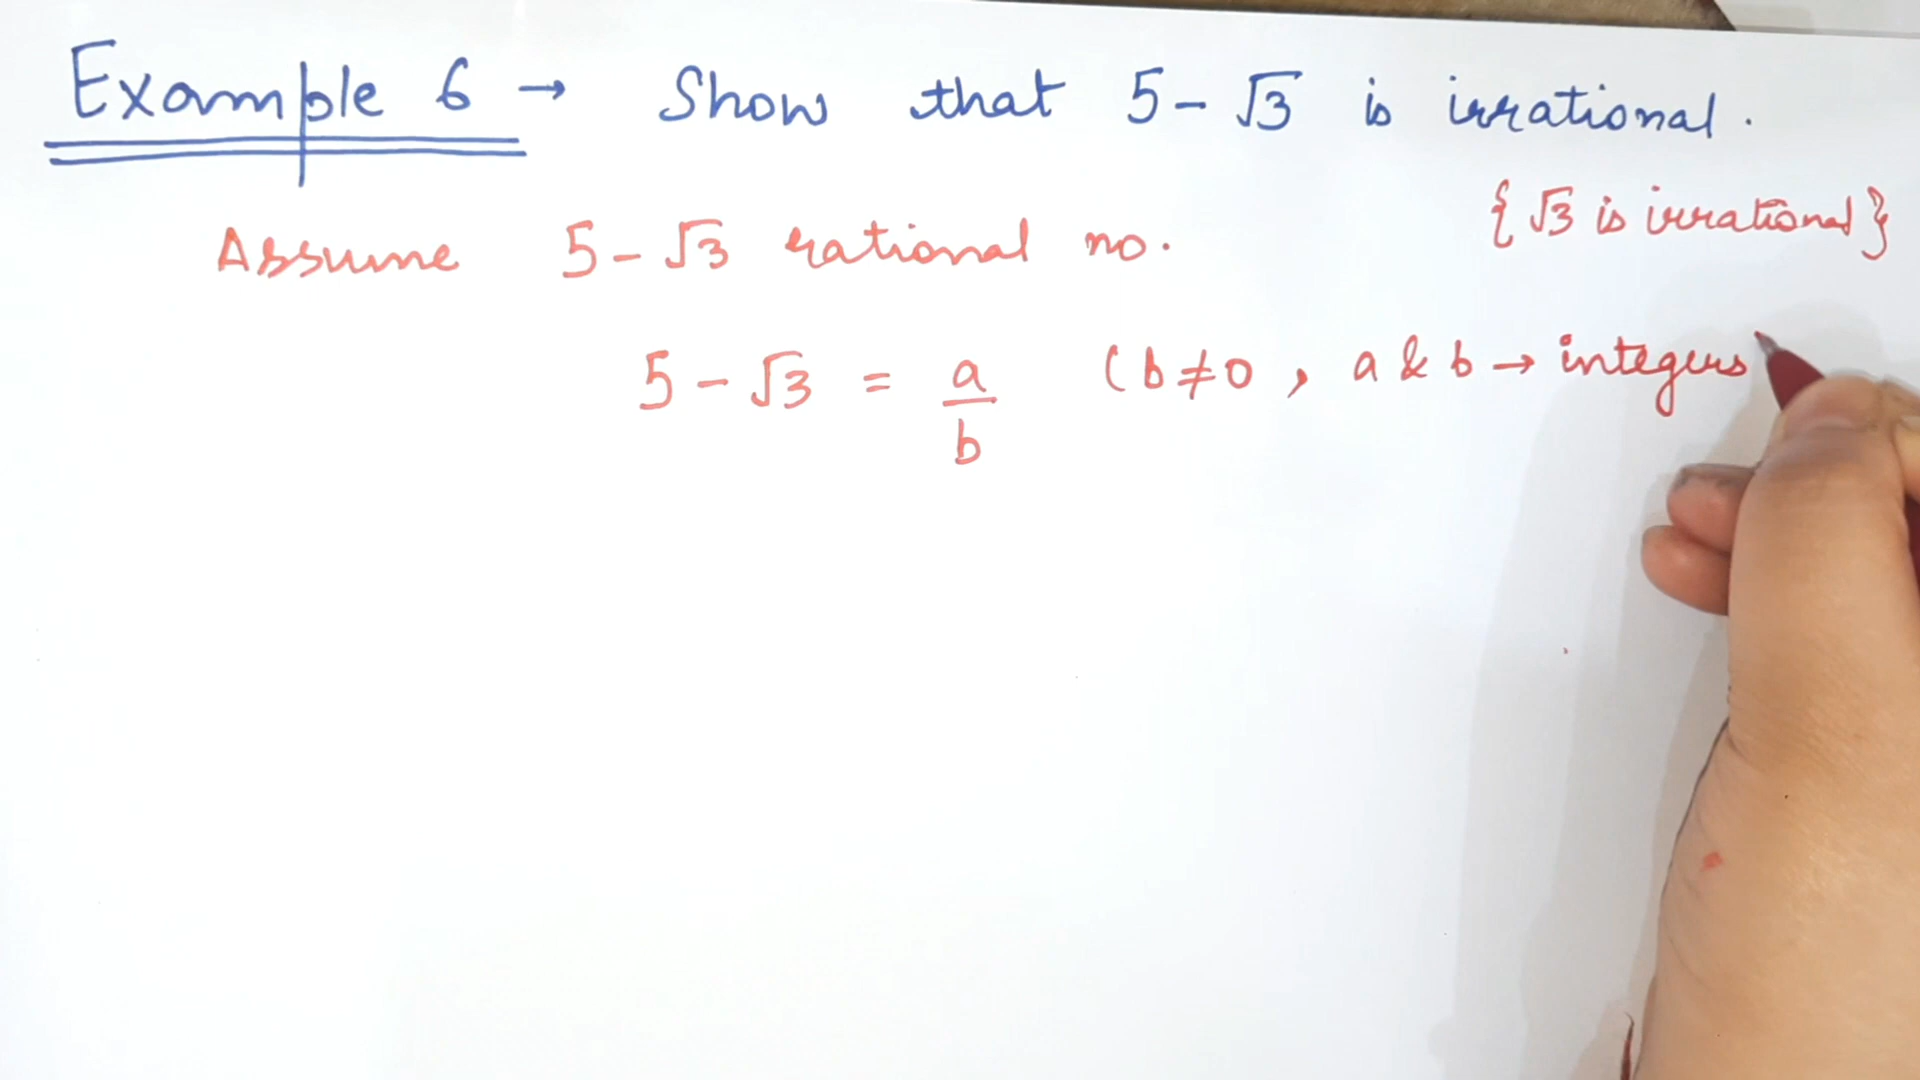 Example 6 → Show that 5 - √3 is irrational.
{ √3 is irrational }
Assume 5 - √3 rational no.
5 - √3 = a/b (b ≠ 0, a & b → integers